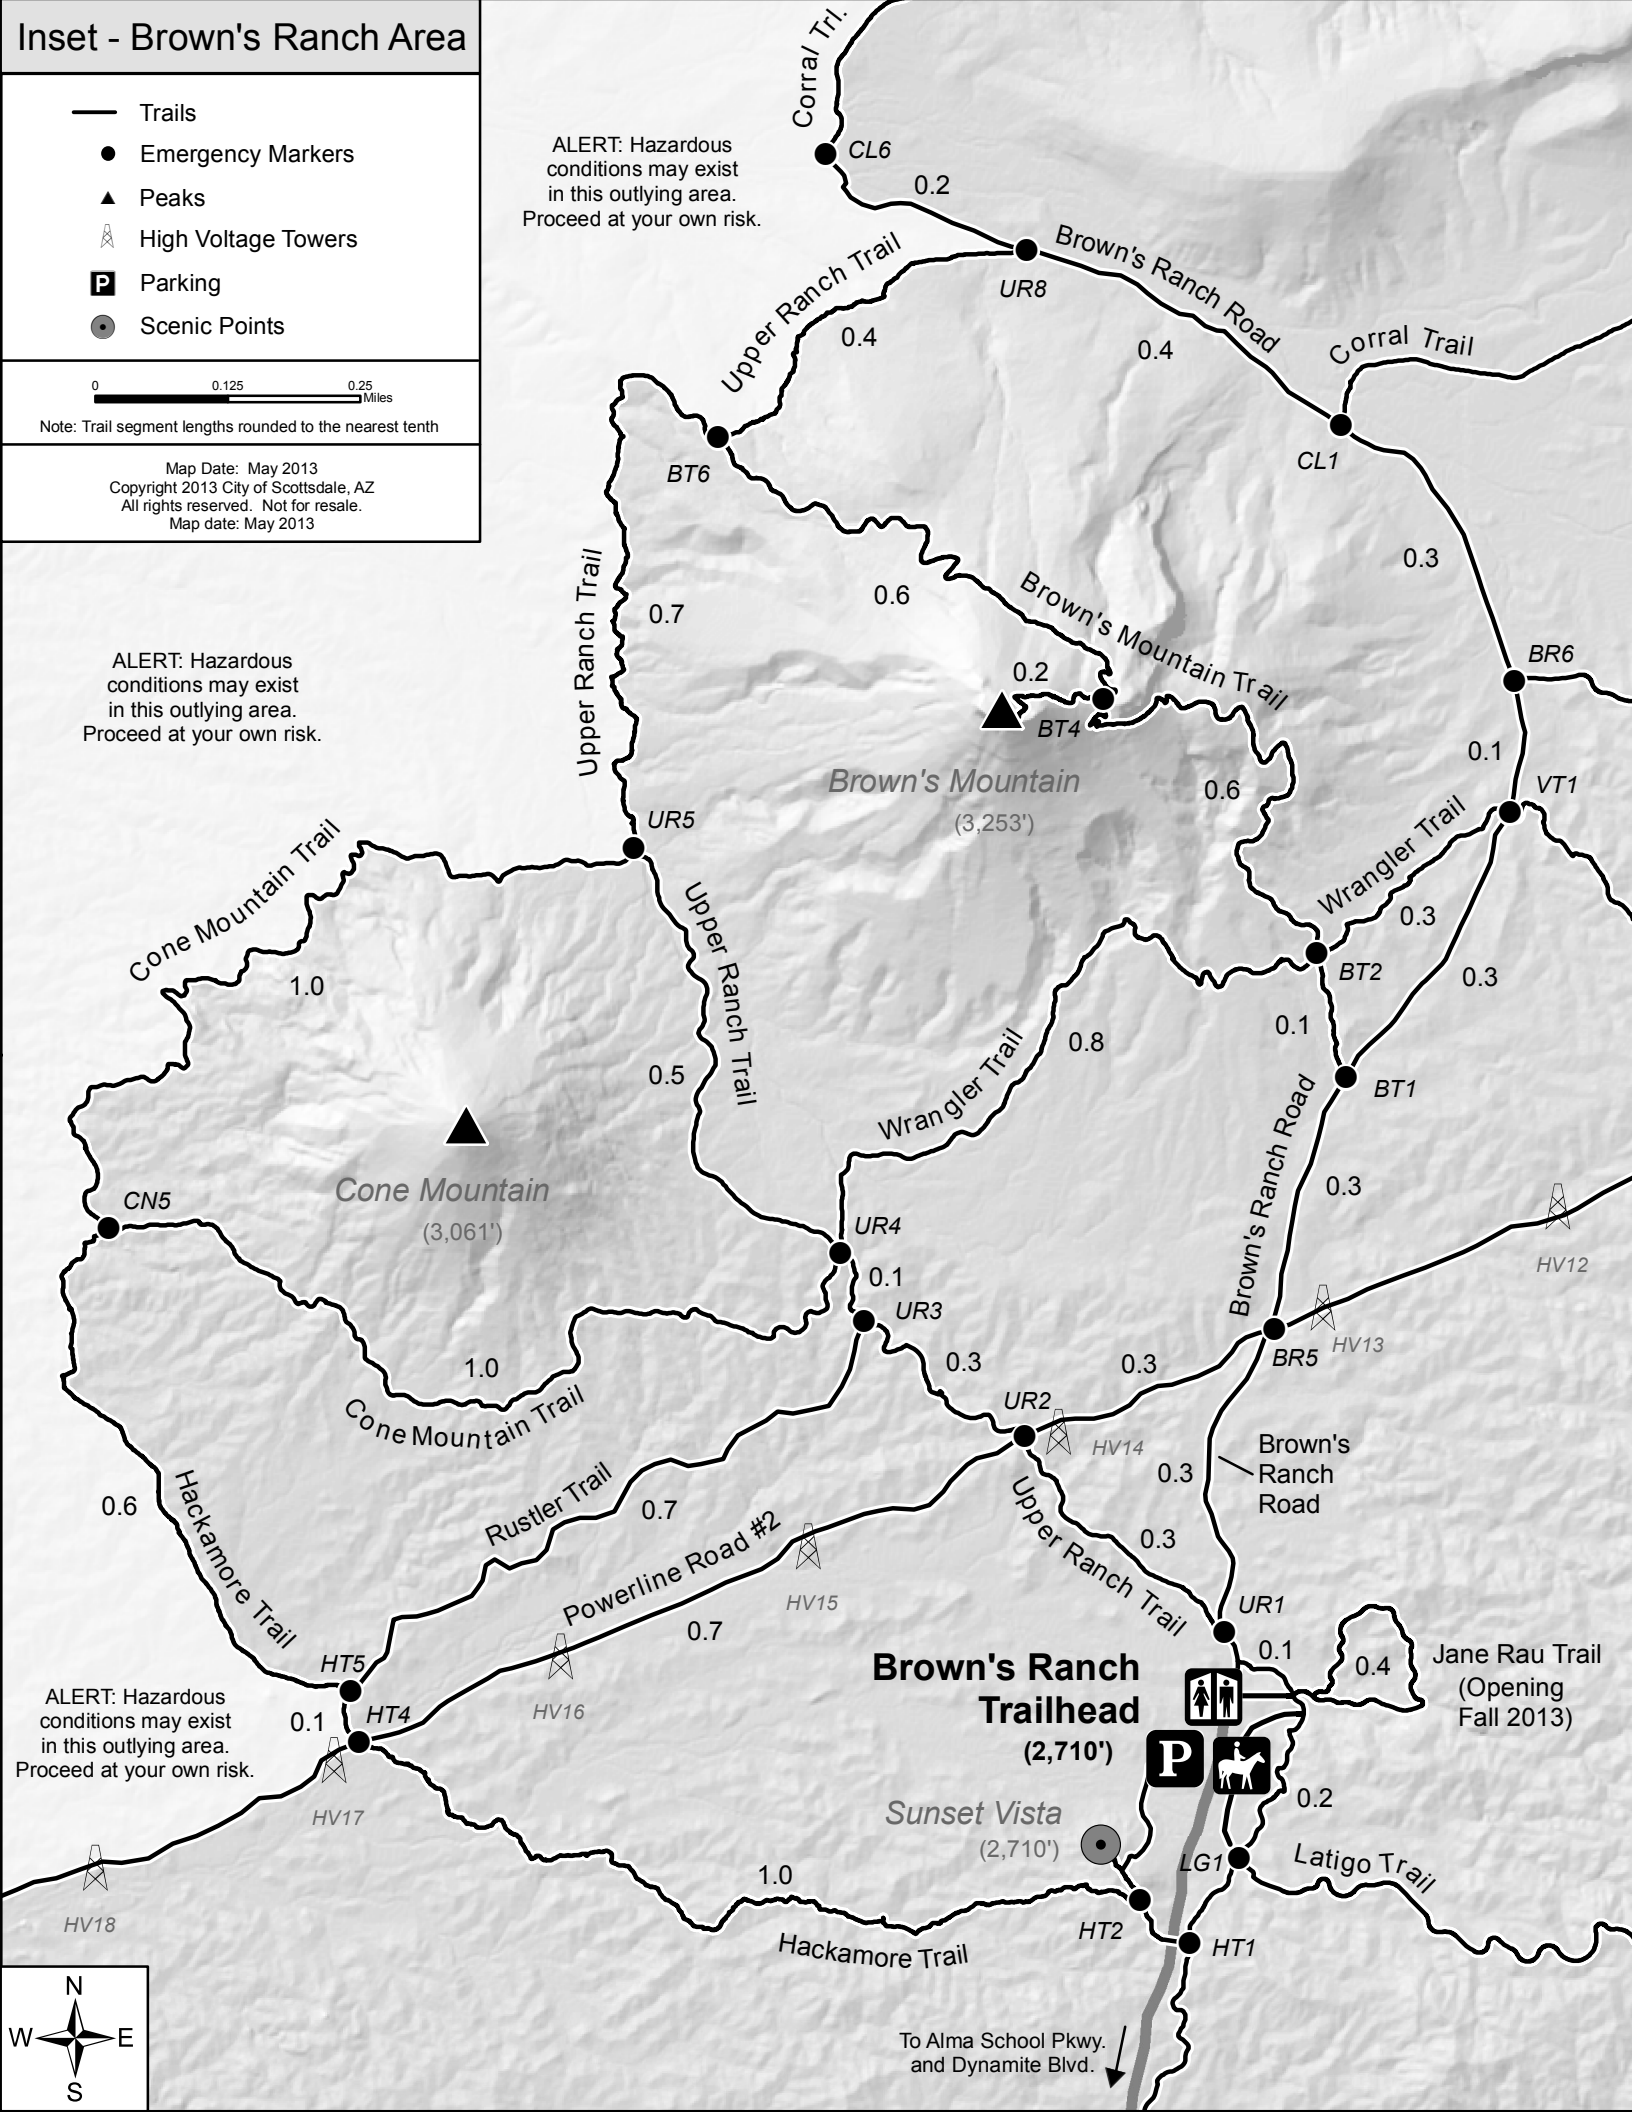 Inset - Brown's Ranch Area
Trails
Emergency Markers
Peaks
High Voltage Towers
P
Parking
Scenic Points
0
0.125
0.25
Miles
Note: Trail segment lengths rounded to the nearest tenth
Map Date: May 2013
Copyright 2013 City of Scottsdale, AZ
All rights reserved. Not for resale.
Map date: May 2013
Corral Trl.
CL6
0.2
ALERT: Hazardous
conditions may exist
in this outlying area.
Proceed at your own risk.
Brown's Ranch Road
UR8
Upper Ranch Trail
0.4
0.4
Corral Trail
CL1
BT6
0.3
Upper Ranch Trail
0.7
0.6
Brown's Mountain Trail
0.2
BT4
BR6
ALERT: Hazardous
conditions may exist
in this outlying area.
Proceed at your own risk.
Brown's Mountain
(3,253')
0.6
0.1
VT1
UR5
Cone Mountain Trail
1.0
Upper Ranch Trail
0.5
Wrangler Trail
0.3
BT2
0.3
0.1
0.8
Wrangler Trail
BT1
Cone Mountain
(3,061')
CN5
Brown's Ranch Road
0.3
UR4
0.1
UR3
HV12
HV13
BR5
0.3
0.3
1.0
Cone Mountain Trail
UR2
HV14
Brown's
Ranch
Road
0.3
0.6
Hackamore Trail
Rustler Trail
0.7
Powerline Road #2
HV15
0.7
Upper Ranch Trail
0.3
UR1
0.1
0.4
Jane Rau Trail
(Opening
Fall 2013)
Brown's Ranch
Trailhead
(2,710')
P
HT5
HT4
0.1
HV16
ALERT: Hazardous
conditions may exist
in this outlying area.
Proceed at your own risk.
HV17
HV18
Sunset Vista
(2,710')
0.2
LG1
Latigo Trail
1.0
Hackamore Trail
HT2
HT1
To Alma School Pkwy.
and Dynamite Blvd.
N
W
E
S